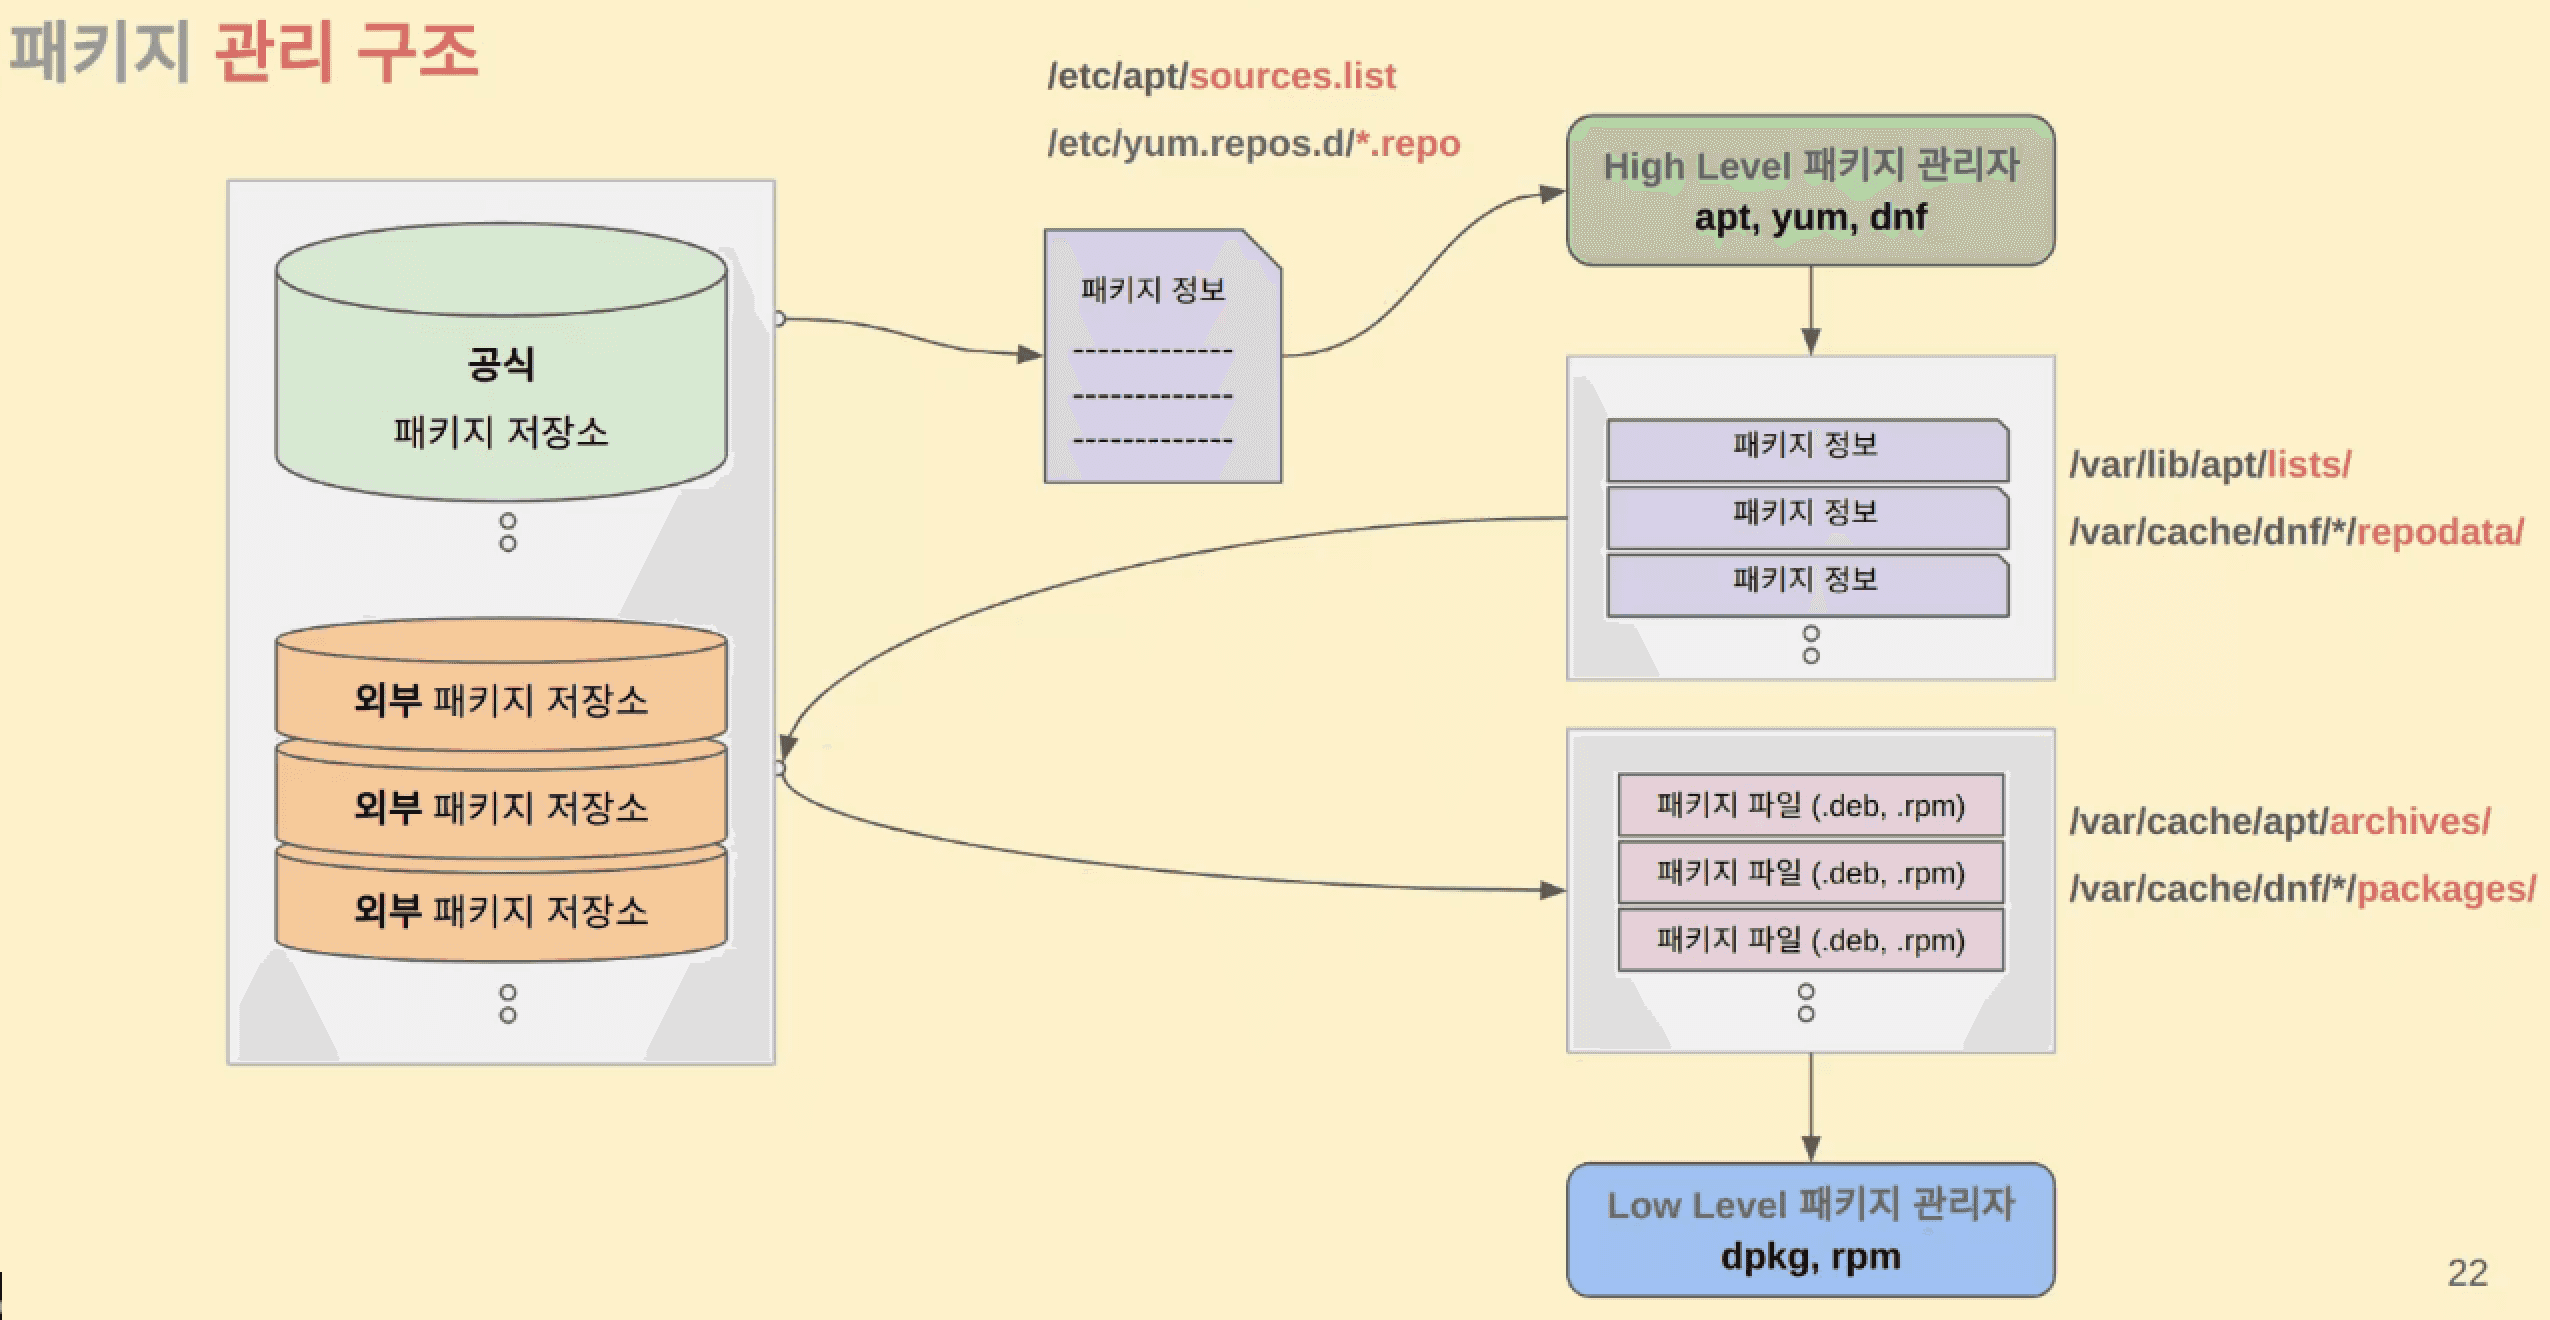 패키지 관리 구조
/etc/apt/sources.list
/etc/yum.repos.d/*.repo
공식
패키지 저장소
외부 패키지 저장소
외부 패키지 저장소
외부 패키지 저장소
패키지 정보
-------------
-------------
-------------
High Level 패키지 관리자
apt, yum, dnf
패키지 정보
패키지 정보
패키지 정보
/var/lib/apt/lists/
/var/cache/dnf/*/repodata/
패키지 파일 (.deb, .rpm)
패키지 파일 (.deb, .rpm)
패키지 파일 (.deb, .rpm)
/var/cache/apt/archives/
/var/cache/dnf/*/packages/
Low Level 패키지 관리자
dpkg, rpm
22